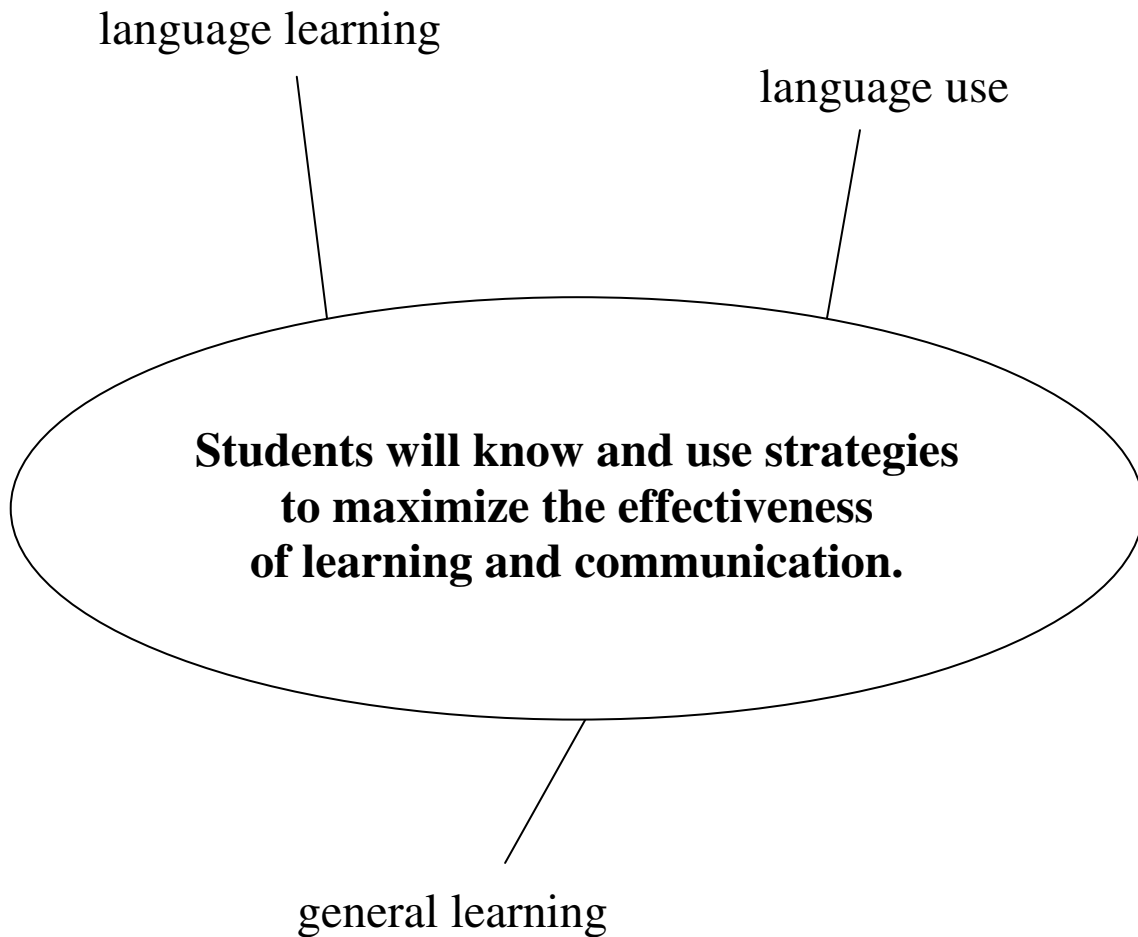 language learning
language use
Students will know and use strategies
to maximize the effectiveness
of learning and communication.
general learning